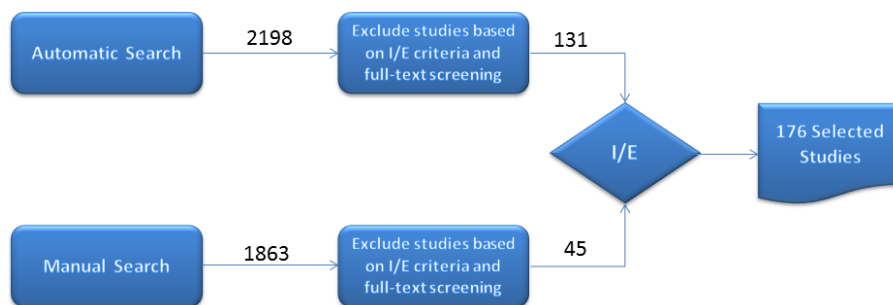 Automatic Search
2198
Exclude studies based
on I/E criteria and
full-text screening
131
I/E
176 Selected
Studies
Manual Search
1863
Exclude studies based
on I/E criteria and
full-text screening
45